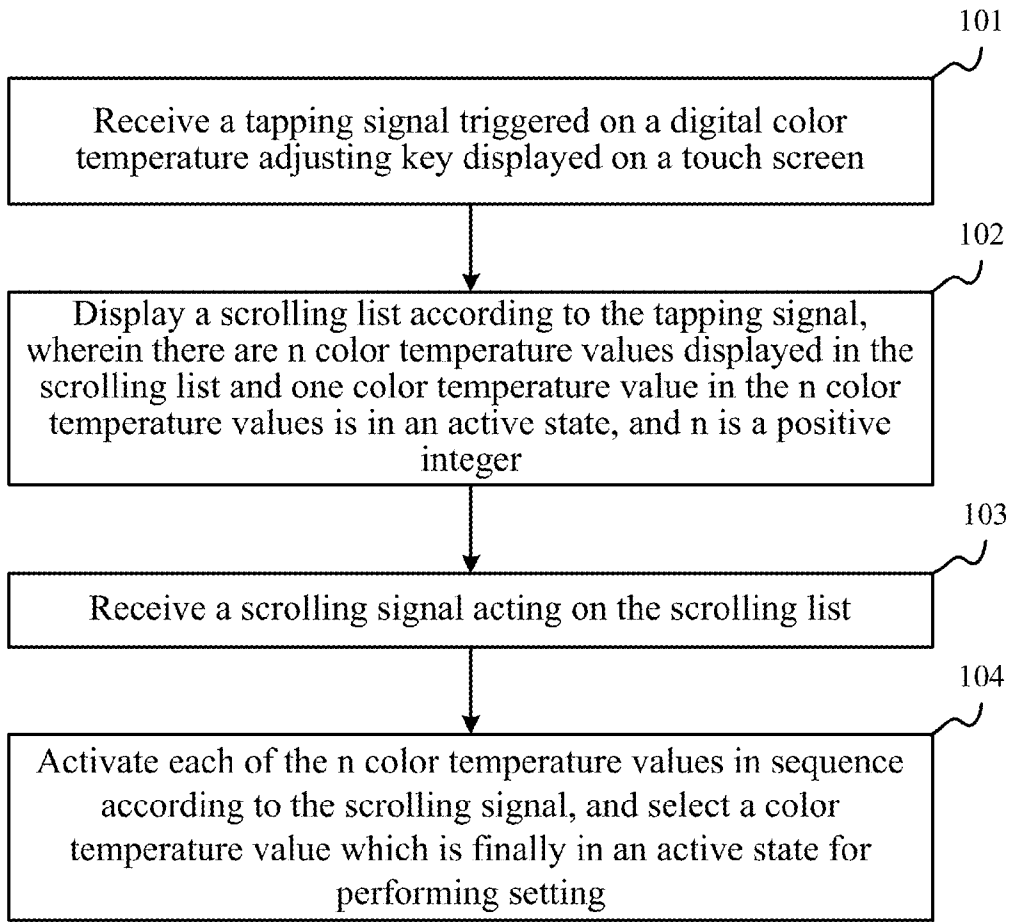 101
Receive a tapping signal triggered on a digital color
temperature adjusting key displayed on a touch screen
102
Display a scrolling list according to the tapping signal,
wherein there are n color temperature values displayed in the
scrolling list and one color temperature value in the n color
temperature values is in an active state, and n is a positive
integer
103
Receive a scrolling signal acting on the scrolling list
104
Activate each of the n color temperature values in sequence
according to the scrolling signal, and select a color
temperature value which is finally in an active state for
performing setting